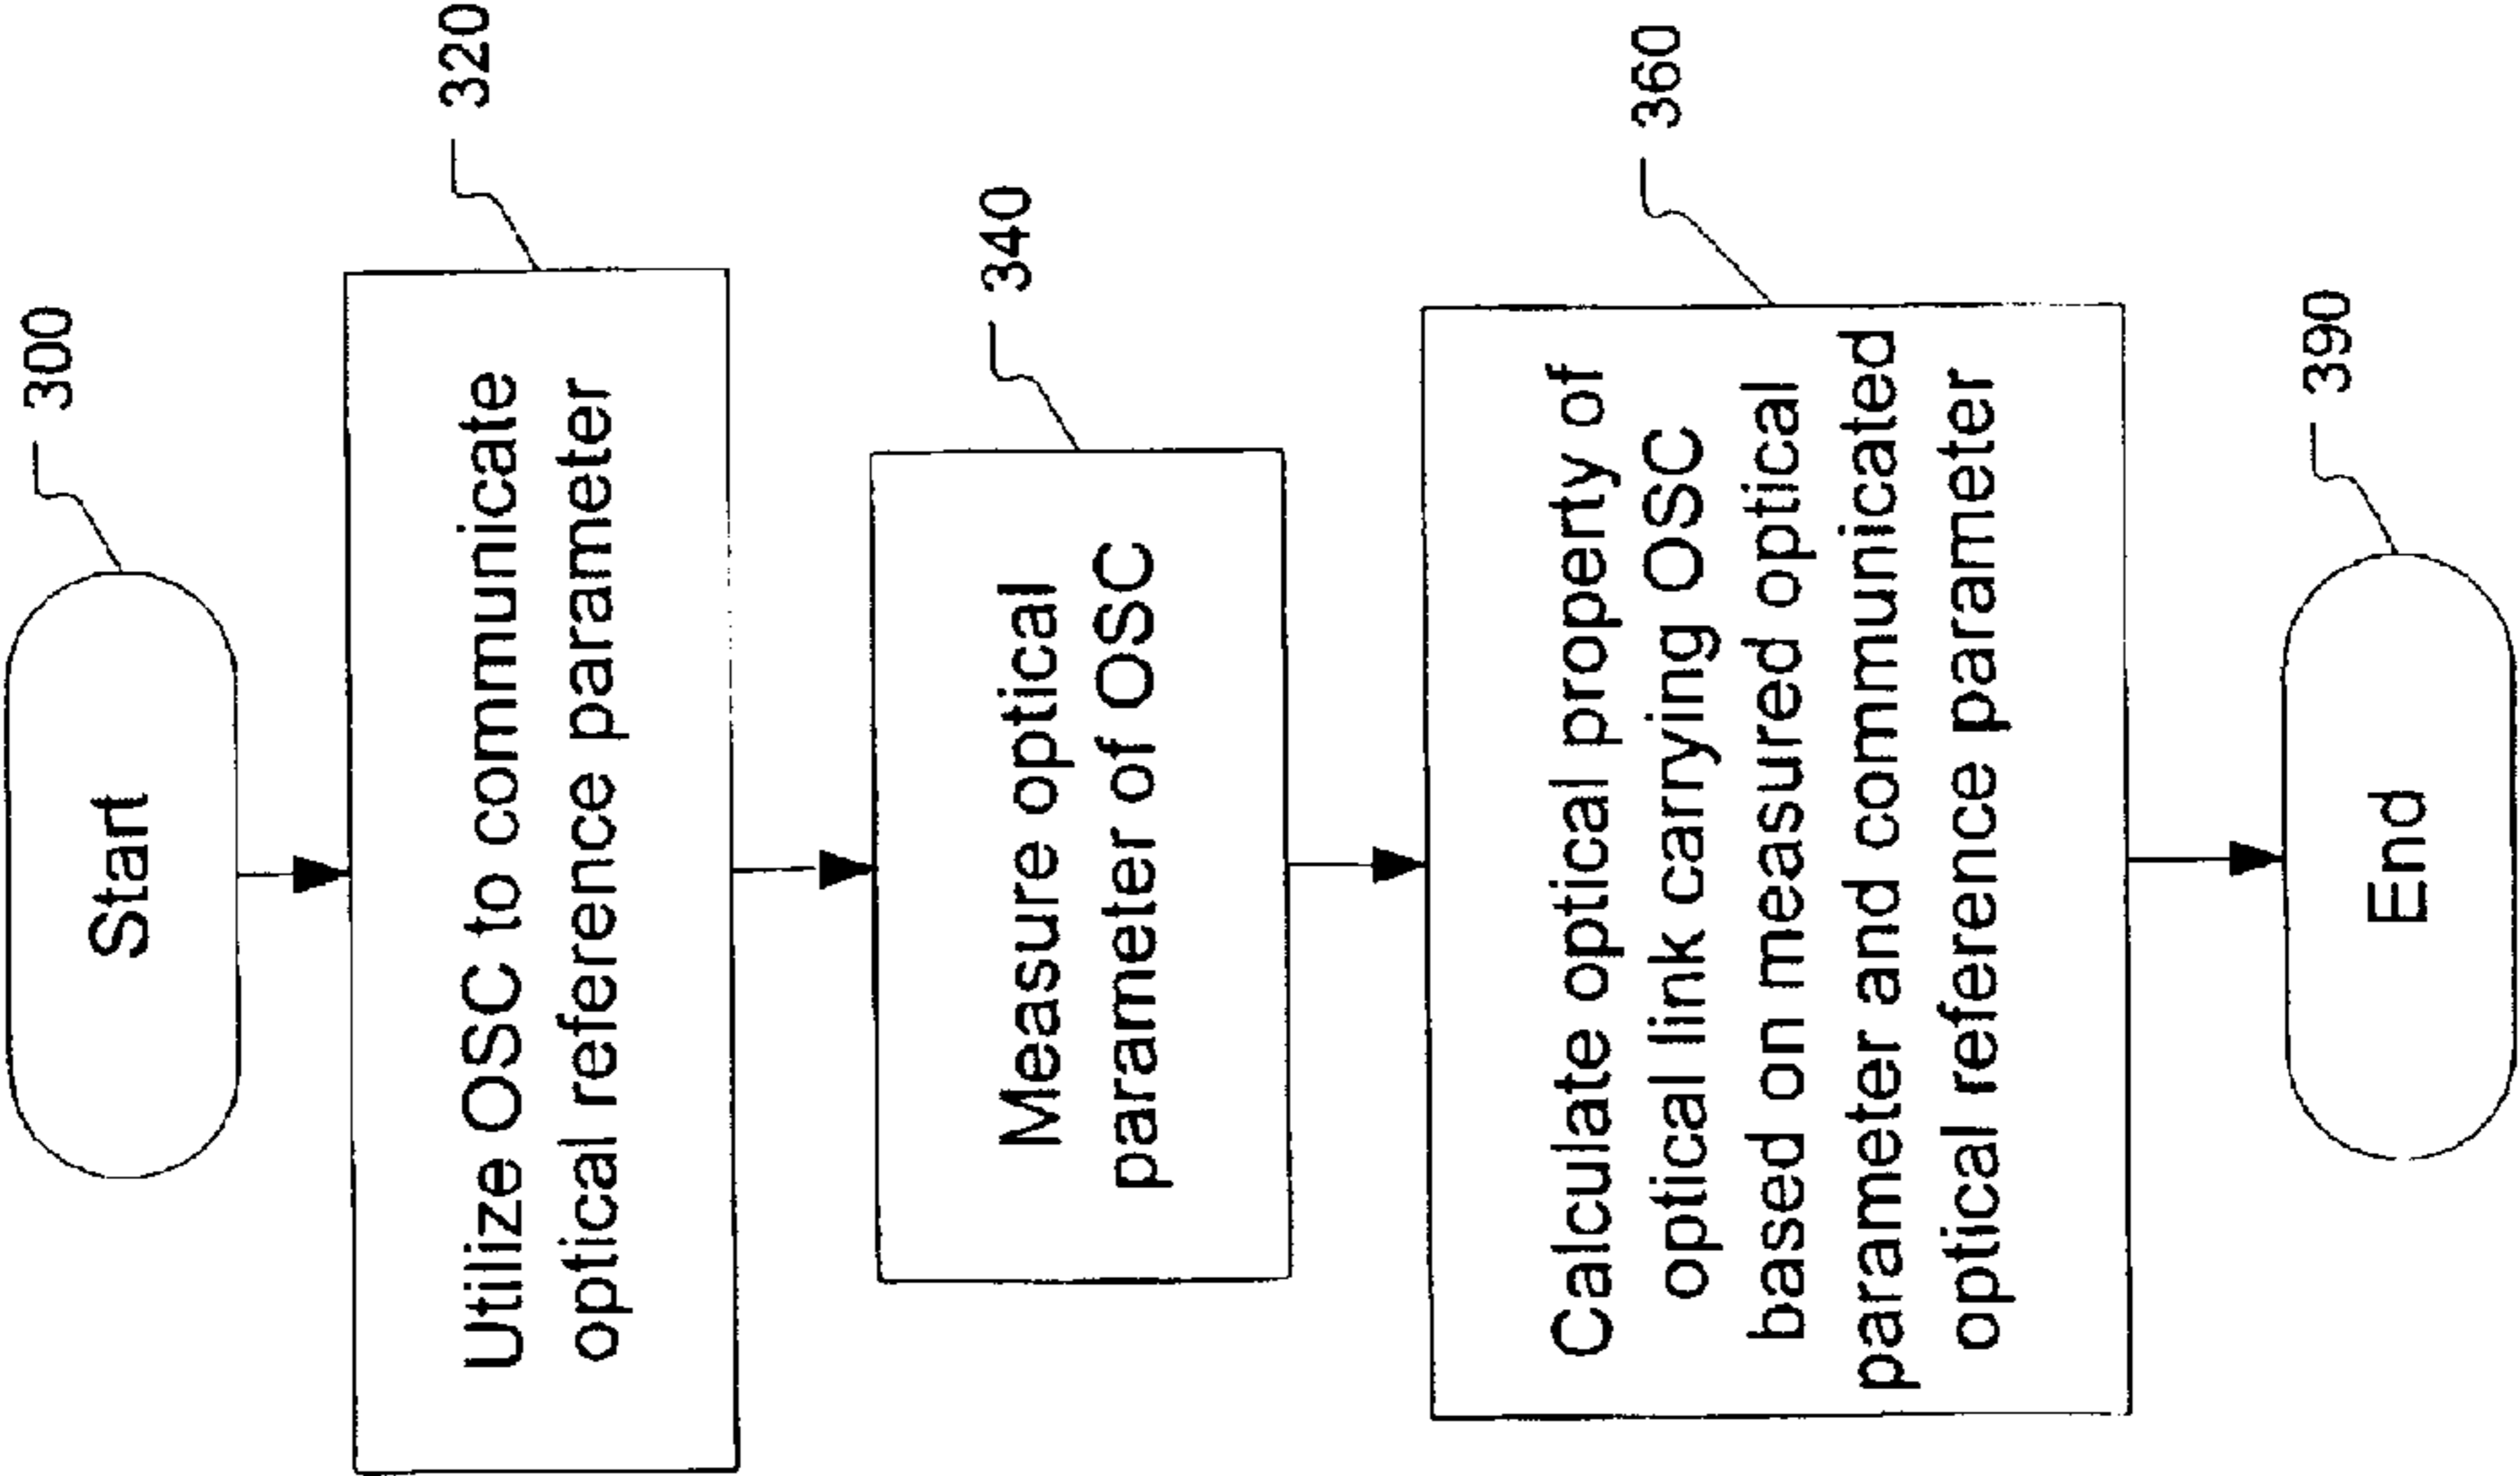 Start
300
Utilize OSC to communicate
optical reference parameter
320
Measure optical
parameter of OSC
340
Calculate optical property of
optical link carrying OSC
based on measured optical
parameter and communicated
optical reference parameter
360
End
390